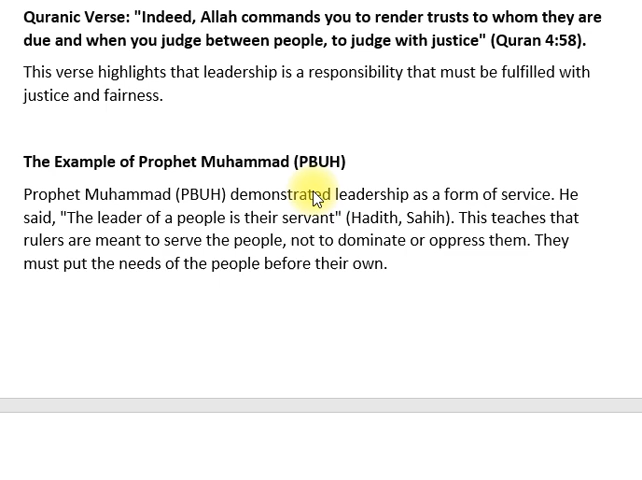 Quranic Verse: "Indeed, Allah commands you to render trusts to whom they are
due and when you judge between people, to judge with justice" (Quran 4:58).
This verse highlights that leadership is a responsibility that must be fulfilled with
justice and fairness.
The Example of Prophet Muhammad (PBUH)
Prophet Muhammad (PBUH) demonstrated leadership as a form of service. He
said, "The leader of a people is their servant" (Hadith, Sahih). This teaches that
rulers are meant to serve the people, not to dominate or oppress them. They
must put the needs of the people before their own.